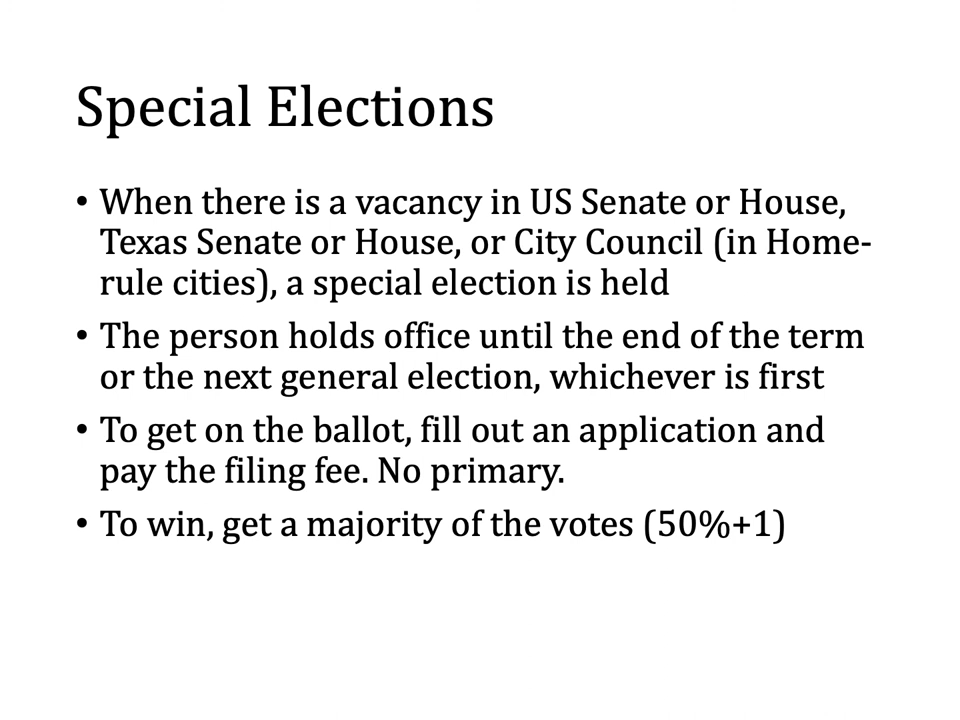 Special Elections
• When there is a vacancy in US Senate or House,
Texas Senate or House, or City Council (in Home-
rule cities), a special election is held
• The person holds office until the end of the term
or the next general election, whichever is first
• To get on the ballot, fill out an application and
pay the filing fee. No primary.
• To win, get a majority of the votes (50%+1)